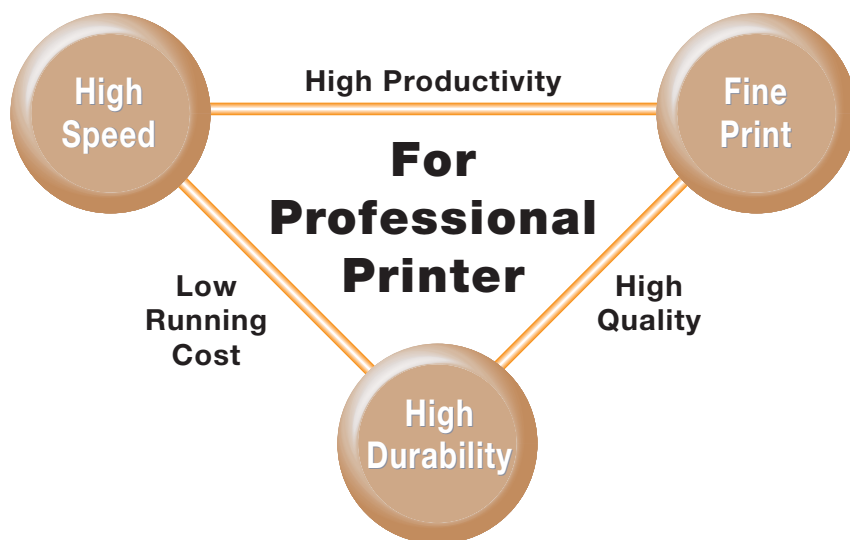 High Productivity
High
Speed
Fine
Print
For
Professional
Printer
Low
Running
Cost
High
Quality
High
Durability